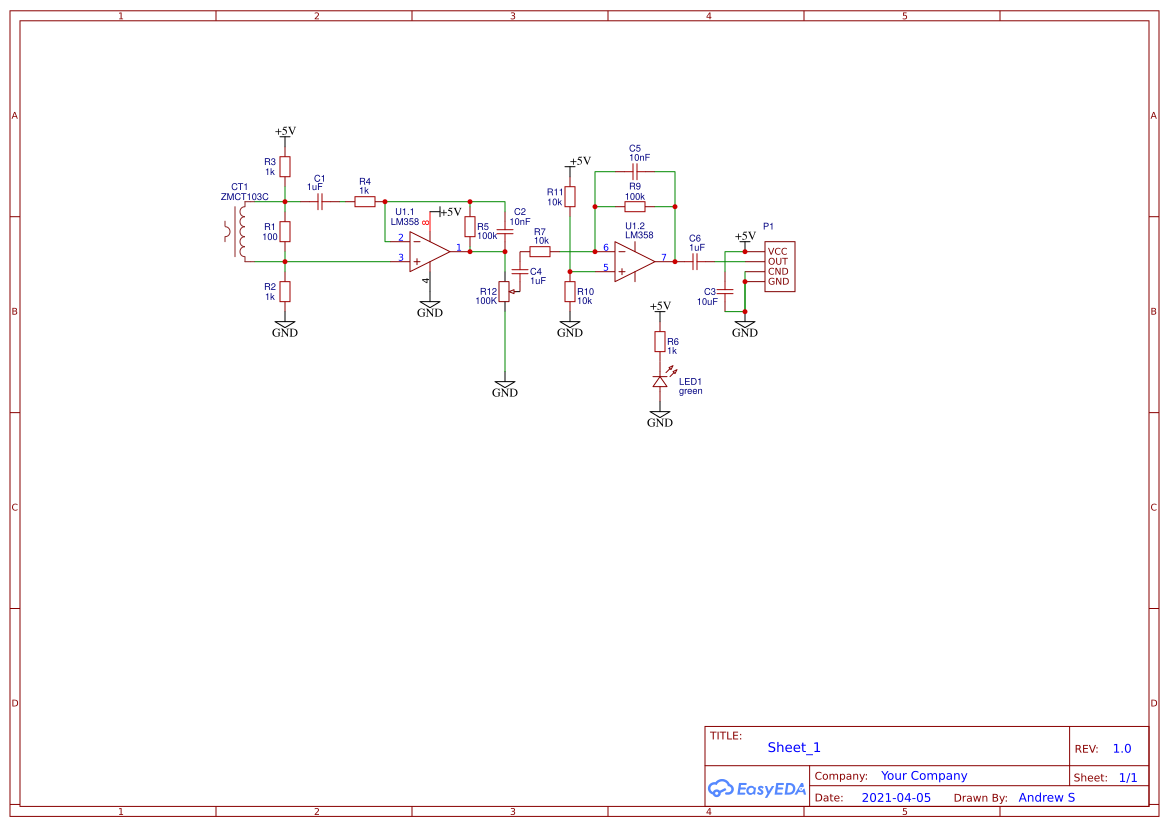 1 2 3 4 5
A A
B B
C C
D D
+5V
R3
1k
CT1
ZMCT103C
C1
1uF
R4
1k
R1
100
R2
1k
GND
U1.1
LM358
+5V
8
2
3
1
4
GND
R5
100k
C2
10nF
R7
10k
C4
1uF
R12
100K
GND
+5V
R11
10k
R10
10k
GND
C5
10nF
R9
100k
U1.2
LM358
6
5
7
C6
1uF
+5V
P1
VCC
OUT
CND
GND
C3
10uF
GND
+5V
R6
1k
LED1
green
GND
TITLE:
Sheet_1
REV: 1.0
EasyEDA
Company: Your Company
Sheet: 1/1
Date: 2021-04-05 Drawn By: Andrew S
1 2 3 4 5